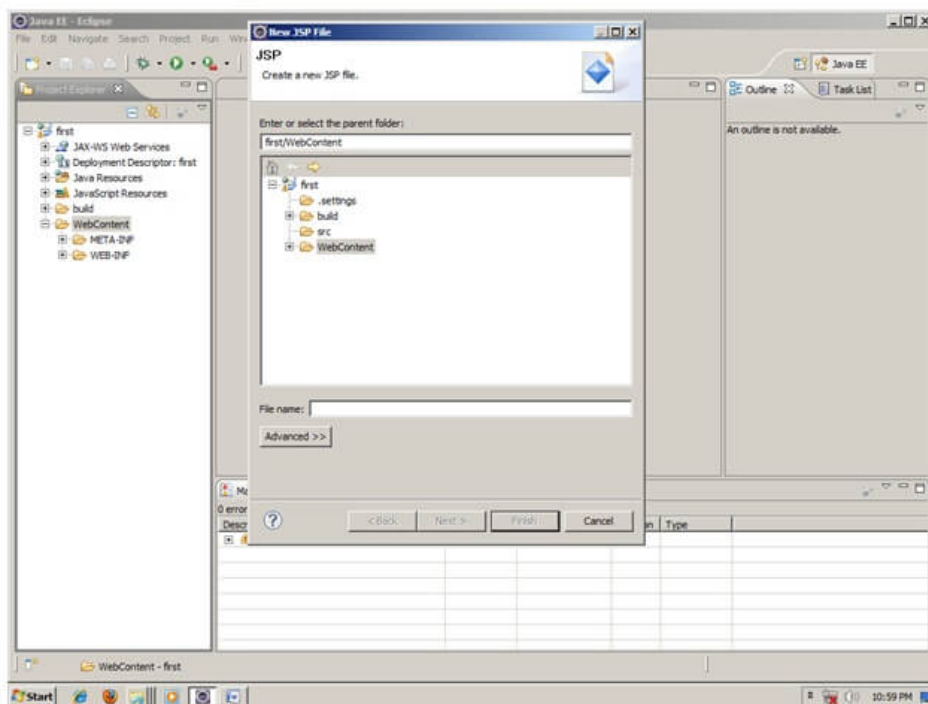 Java EE - Eclipse
File Edit Navigate Search Project Run
Java EE
Project Explorer
first
JAX-WS Web Services
Deployment Descriptor: first
Java Resources
JavaScript Resources
build
WebContent
META-INF
WEB-INF
New JSP File
JSP
Create a new JSP file.
Enter or select the parent folder:
first/WebContent
first
.settings
build
src
WebContent
File name:
Advanced >>
? < Back Next > Finish Cancel
Outline Task List
An outline is not available.
0 error
Descr
Type
WebContent - first
Start
10:59 PM